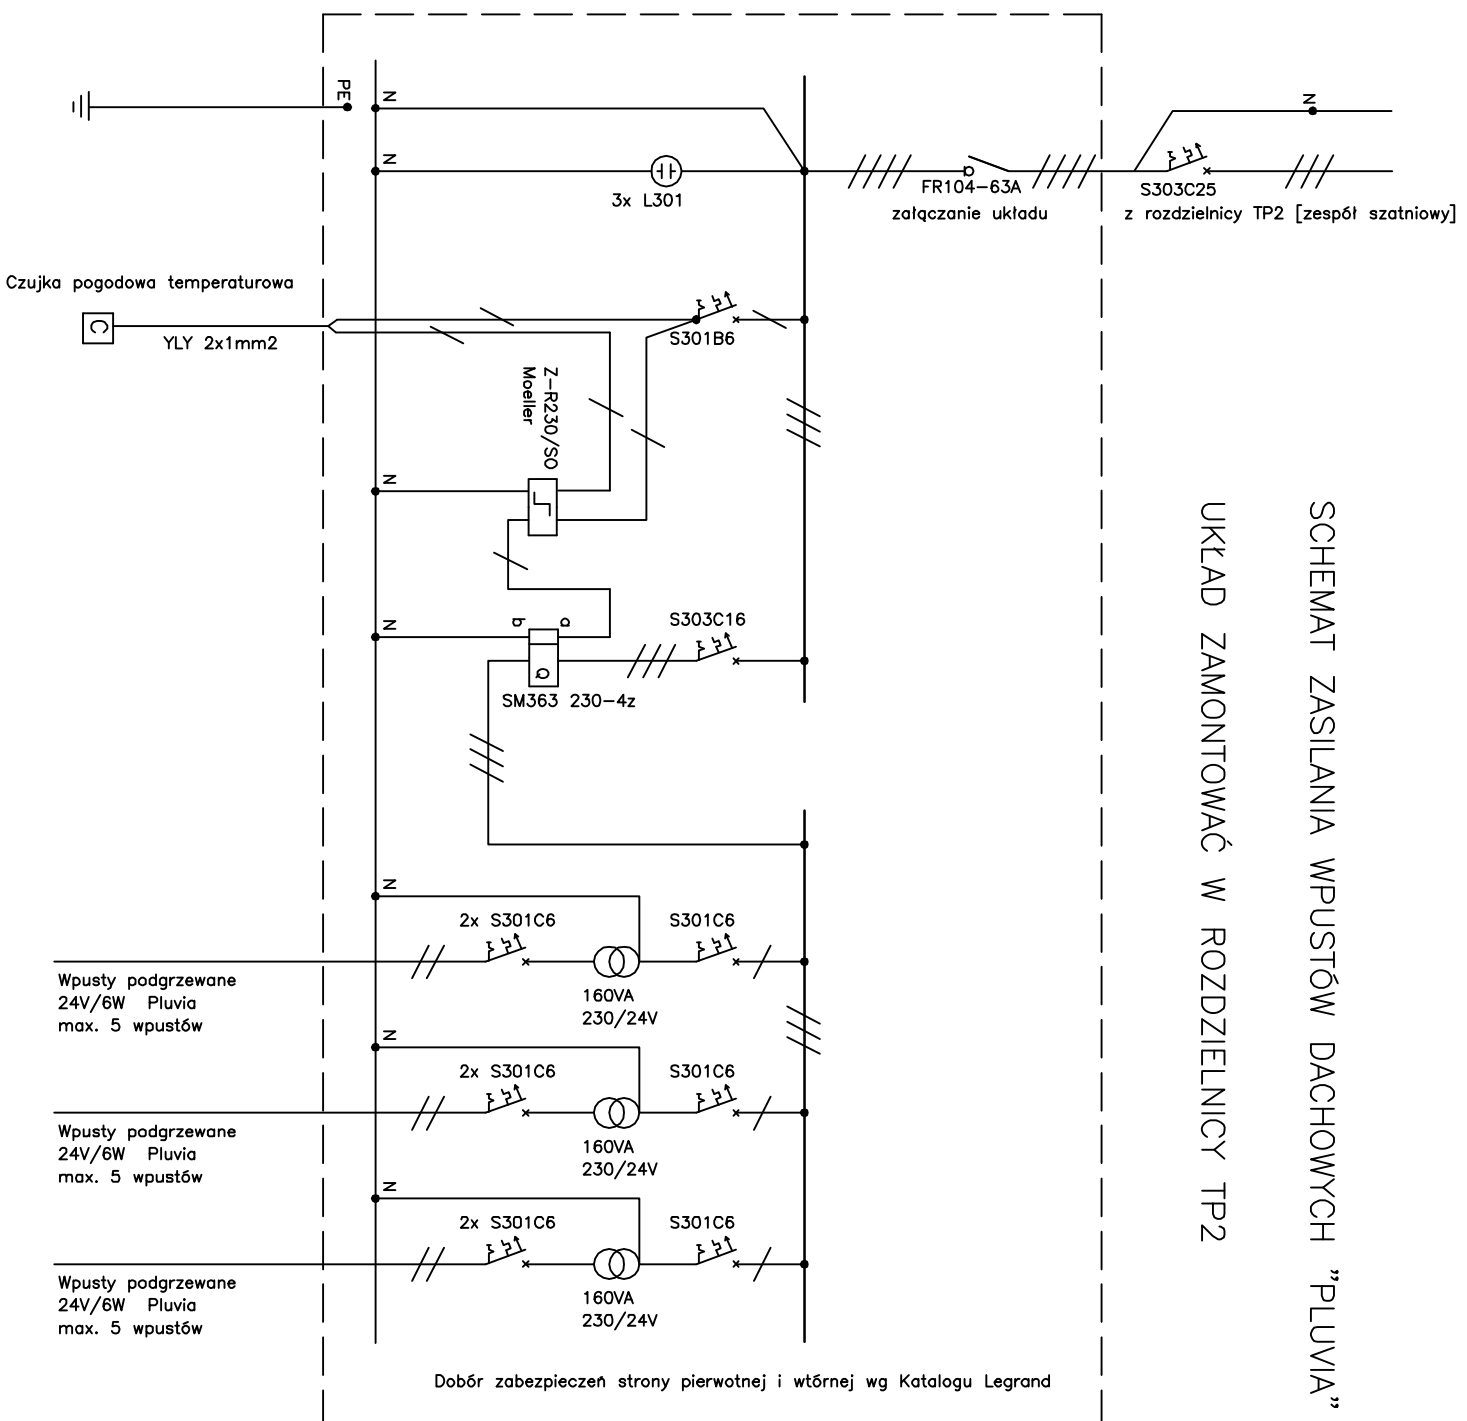 PE
N
N
N
3x L301
FR104-63A
załączanie układu
S303C25
z rozdzielnicy TP2 [zespół szatniowy]
Czujka pogodowa temperaturowa
C
YLY 2x1mm2
S301B6
Z-R230/SO
Moeller
N
N
b
a
Q
S303C16
SM363 230-4z
SCHEMAT ZASILANIA WPUSTÓW DACHOWYCH "PLUVIA"
UKŁAD ZAMONTOWAĆ W ROZDZIELNICY TP2
N
2x S301C6
S301C6
Wpusty podgrzewane
24V/6W Pluvia
max. 5 wpustów
160VA
230/24V
N
2x S301C6
S301C6
Wpusty podgrzewane
24V/6W Pluvia
max. 5 wpustów
160VA
230/24V
N
2x S301C6
S301C6
Wpusty podgrzewane
24V/6W Pluvia
max. 5 wpustów
160VA
230/24V
Dobór zabezpieczeń strony pierwotnej i wtórnej wg Katalogu Legrand